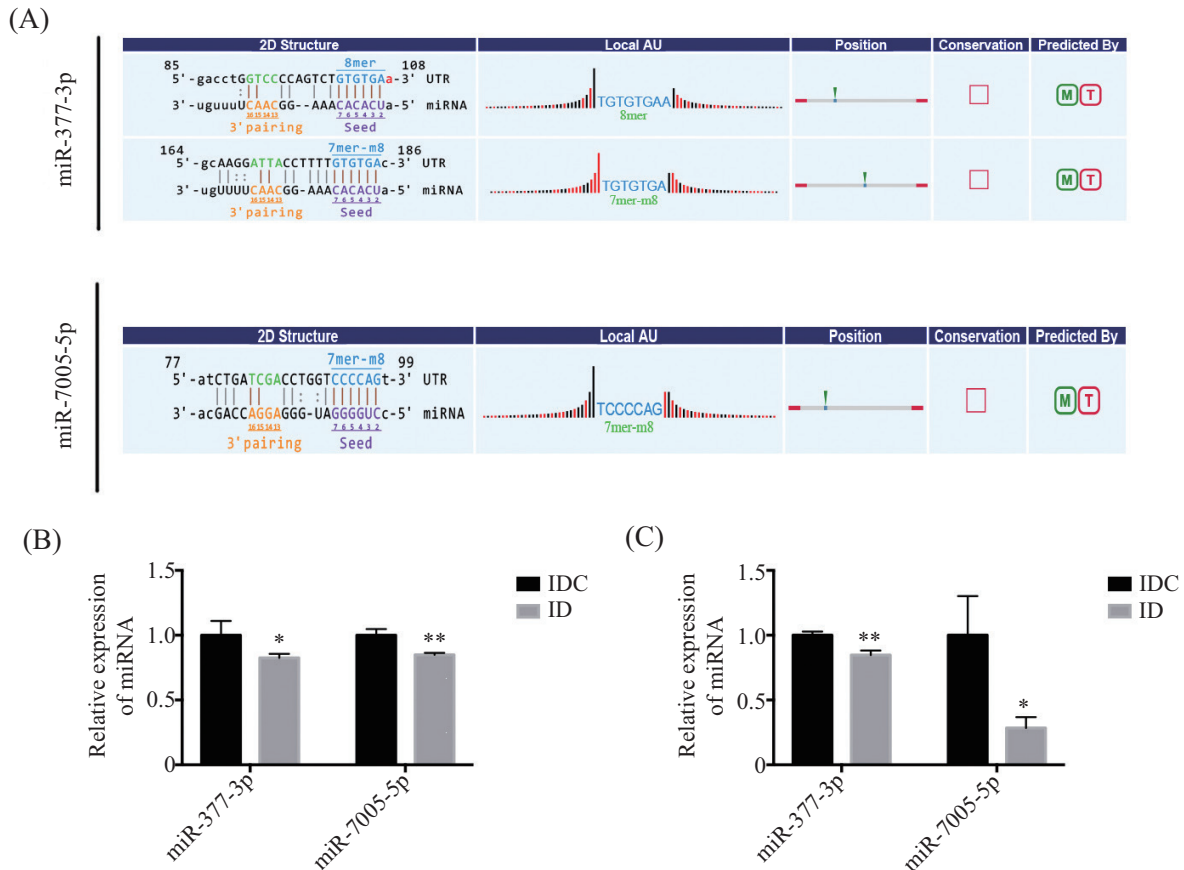 (A)
miR-377-3p
2D Structure Local AU Position Conservation Predicted By
8mer
85 108
5'-gacctGGTCCCCAGTCTGTGTGAa-3' UTR
3'-uguuuUCAACGG--AAACACACUa-5' miRNA
16 15 14 13 7 6 5 4 3 2
3'pairing Seed
TGTGTGAA
8mer
M T
7mer-m8
164 186
5'-gcAAGGATTACCTTTTGTGTGAc-3' UTR
3'-ugUUUUCAACGG-AAACACACUa-5' miRNA
16 15 14 13 7 6 5 4 3 2
3'pairing Seed
TGTGTGA
7mer-m8
M T
miR-7005-5p
2D Structure Local AU Position Conservation Predicted By
7mer-m8
77 99
5'-atCTGATCGACCTGGTCCCCAGt-3' UTR
3'-acGACCAGGAGGG-UAGGGGUCc-5' miRNA
16 15 14 13 7 6 5 4 3 2
3'pairing Seed
TCCCCAG
7mer-m8
M T
(B)
Relative expression
of miRNA
1.5
1.0
0.5
0
* **
IDC
ID
miR-377-3p
miR-7005-5p
(C)
Relative expression
of miRNA
1.5
1.0
0.5
0
** *
IDC
ID
miR-377-3p
miR-7005-5p